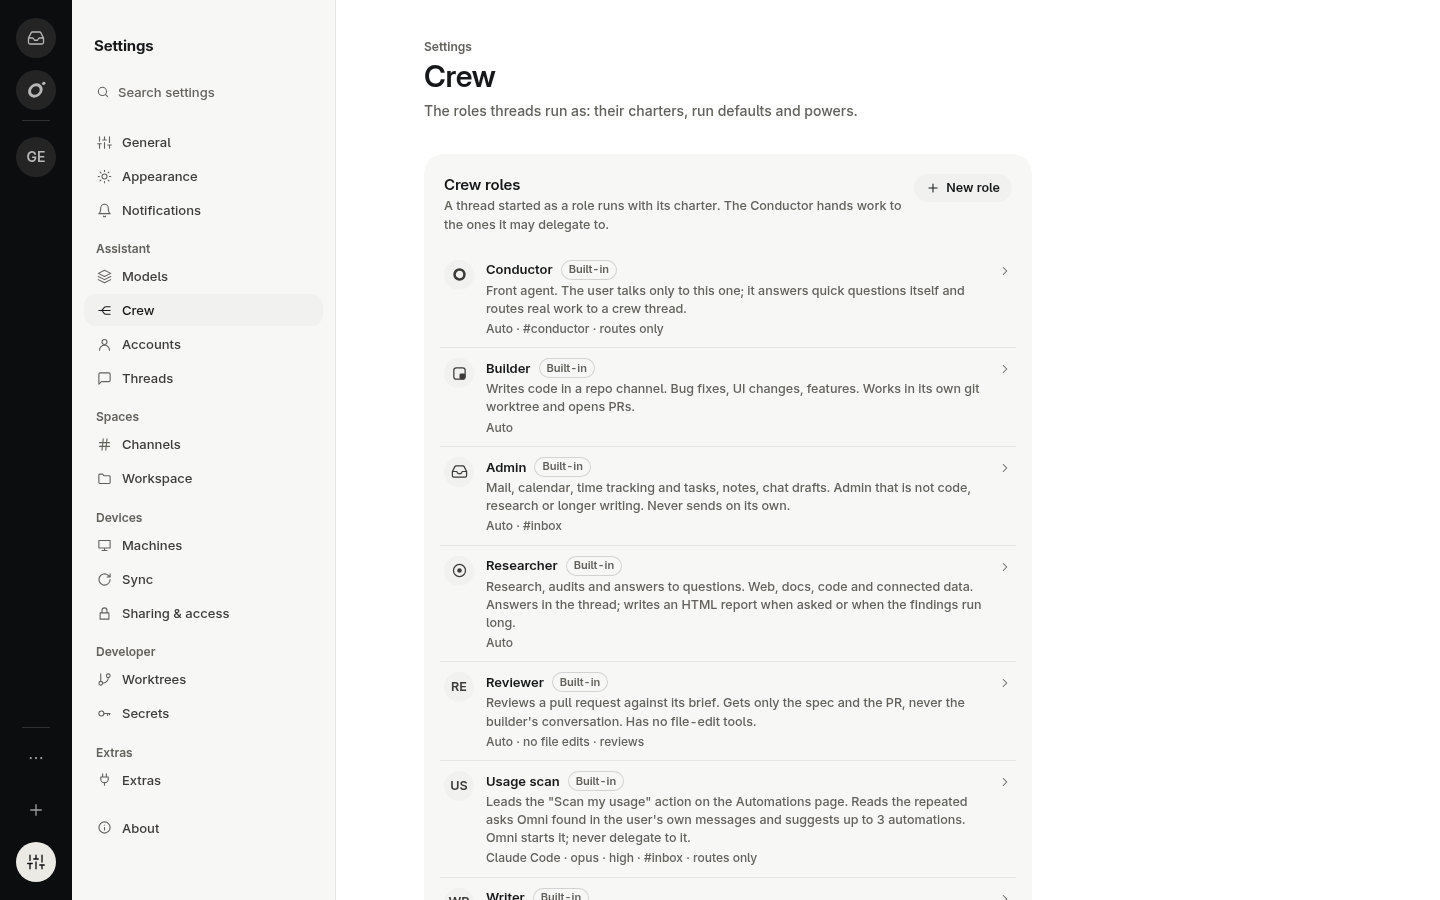 Settings
Search settings
General
Appearance
Notifications
Assistant
Models
Crew
Accounts
Threads
Spaces
Channels
Workspace
Devices
Machines
Sync
Sharing & access
Developer
Worktrees
Secrets
Extras
Extras
About
GE
Settings
Crew
The roles threads run as: their charters, run defaults and powers.
Crew roles
New role
A thread started as a role runs with its charter. The Conductor hands work to
the ones it may delegate to.
Conductor Built-in
Front agent. The user talks only to this one; it answers quick questions itself and
routes real work to a crew thread.
Auto · #conductor · routes only
Builder Built-in
Writes code in a repo channel. Bug fixes, UI changes, features. Works in its own git
worktree and opens PRs.
Auto
Admin Built-in
Mail, calendar, time tracking and tasks, notes, chat drafts. Admin that is not code,
research or longer writing. Never sends on its own.
Auto · #inbox
Researcher Built-in
Research, audits and answers to questions. Web, docs, code and connected data.
Answers in the thread; writes an HTML report when asked or when the findings run
long.
Auto
RE Reviewer Built-in
Reviews a pull request against its brief. Gets only the spec and the PR, never the
builder's conversation. Has no file-edit tools.
Auto · no file edits · reviews
US Usage scan Built-in
Leads the "Scan my usage" action on the Automations page. Reads the repeated
asks Omni found in the user's own messages and suggests up to 3 automations.
Omni starts it; never delegate to it.
Claude Code · opus · high · #inbox · routes only
WR Writer Built-in